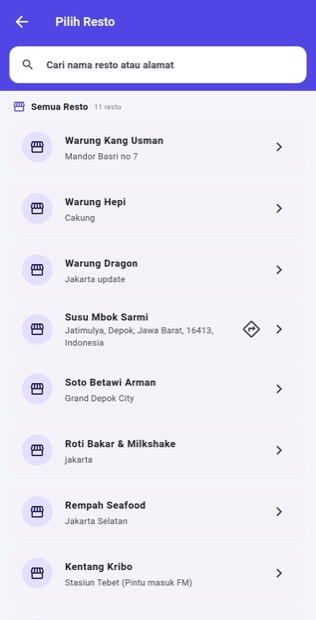 Pilih Resto
Cari nama resto atau alamat
Semua Resto 11 resto
Warung Kang Usman
Mandor Basri no 7
Warung Hepi
Cakung
Warung Dragon
Jakarta update
Susu Mbok Sarmi
Jatimulya, Depok, Jawa Barat, 16413,
Indonesia
Soto Betawi Arman
Grand Depok City
Roti Bakar & Milkshake
jakarta
Rempah Seafood
Jakarta Selatan
Kentang Kribo
Stasiun Tebet (Pintu masuk FM)